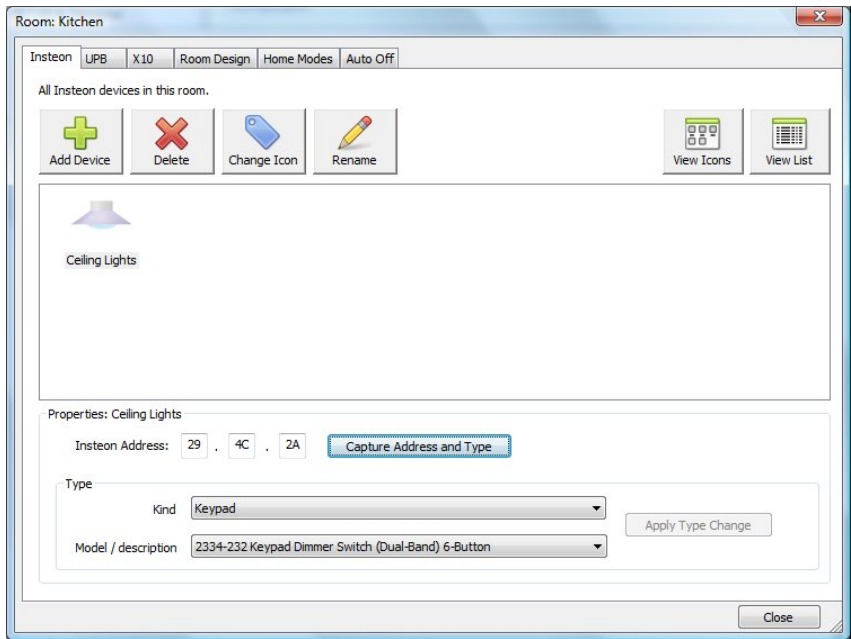 Room: Kitchen
Insteon UPB X10 Room Design Home Modes Auto Off
All Insteon devices in this room.
Add Device Delete Change Icon Rename View Icons View List
Ceiling Lights
Properties: Ceiling Lights
Insteon Address: 29 . 4C . 2A Capture Address and Type
Type
Kind Keypad
Apply Type Change
Model / description 2334-232 Keypad Dimmer Switch (Dual-Band) 6-Button
Close